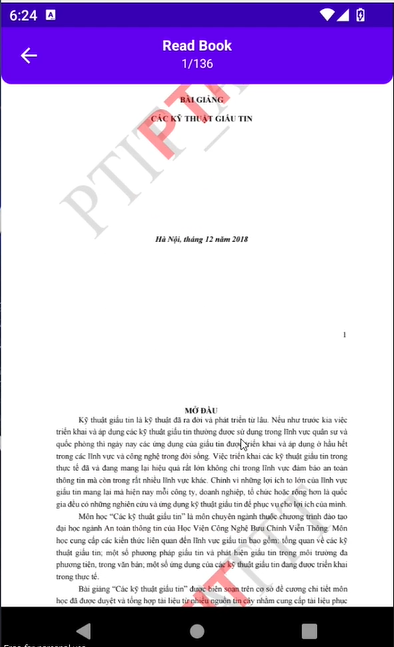 6:24
Read Book
1/136
BÀI GIẢNG
CÁC KỸ THUẬT GIẤU TIN
Hà Nội, tháng 12 năm 2018
1
MỞ ĐẦU
Kỹ thuật giấu tin là kỹ thuật đã ra đời và phát triển từ lâu. Nếu như trước kia việc
triển khai và áp dụng các kỹ thuật giấu tin thường được sử dụng trong lĩnh vực quân sự và
quốc phòng thì ngày nay các ứng dụng của giấu tin được triển khai và áp dụng ở hầu hết
trong các lĩnh vực và công nghệ trong đời sống. Việc triển khai các kỹ thuật giấu tin trong
thực tế đã và đang mang lại hiệu quả rất lớn không chỉ trong lĩnh vực đảm bảo an toàn
thông tin mà còn trong rất nhiều lĩnh vực khác. Chính vì những lợi ích to lớn của lĩnh vực
giấu tin mang lại mà hiện nay mỗi công ty, doanh nghiệp, tổ chức hoặc rộng hơn là quốc
gia đều có những nghiên cứu và ứng dụng kỹ thuật giấu tin để phục vụ cho lợi ích của mình.
Môn học "Các kỹ thuật giấu tin" là môn chuyên ngành thuộc chương trình đào tạo
đại học ngành An toàn thông tin của Học Viện Công Nghệ Bưu Chính Viễn Thông. Môn
học cung cấp các kiến thức liên quan đến lĩnh vực giấu tin bao gồm: tổng quan về các kỹ
thuật giấu tin; một số phương pháp giấu tin và phát hiện giấu tin trong môi trường đa
phương tiện, trong văn bản; một số ứng dụng của các kỹ thuật giấu tin đang được triển khai
trong thực tế.
Bài giảng "Các kỹ thuật giấu tin" được biên soạn trên cơ sở đề cương chi tiết môn
học đã được duyệt và tổng hợp tài liệu từ nhiều nguồn tin cậy nhằm cung cấp tài liệu phục